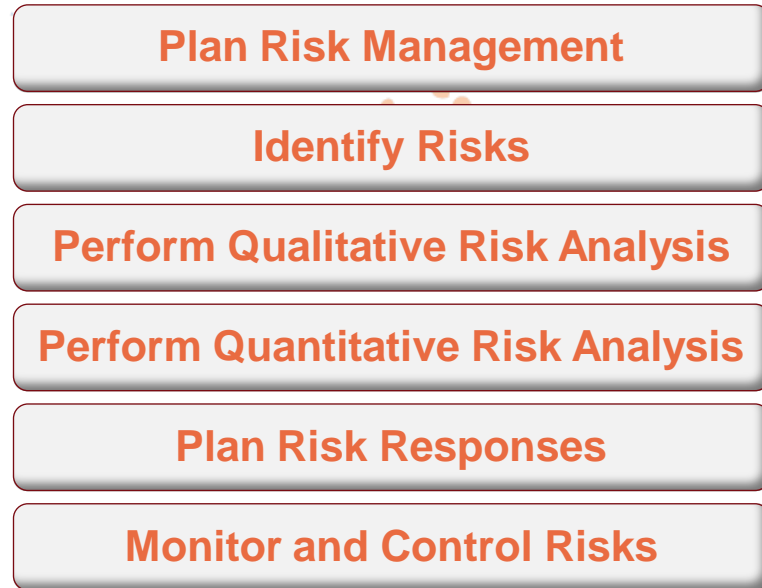 Plan Risk Management
Identify Risks
Perform Qualitative Risk Analysis
Perform Quantitative Risk Analysis
Plan Risk Responses
Monitor and Control Risks